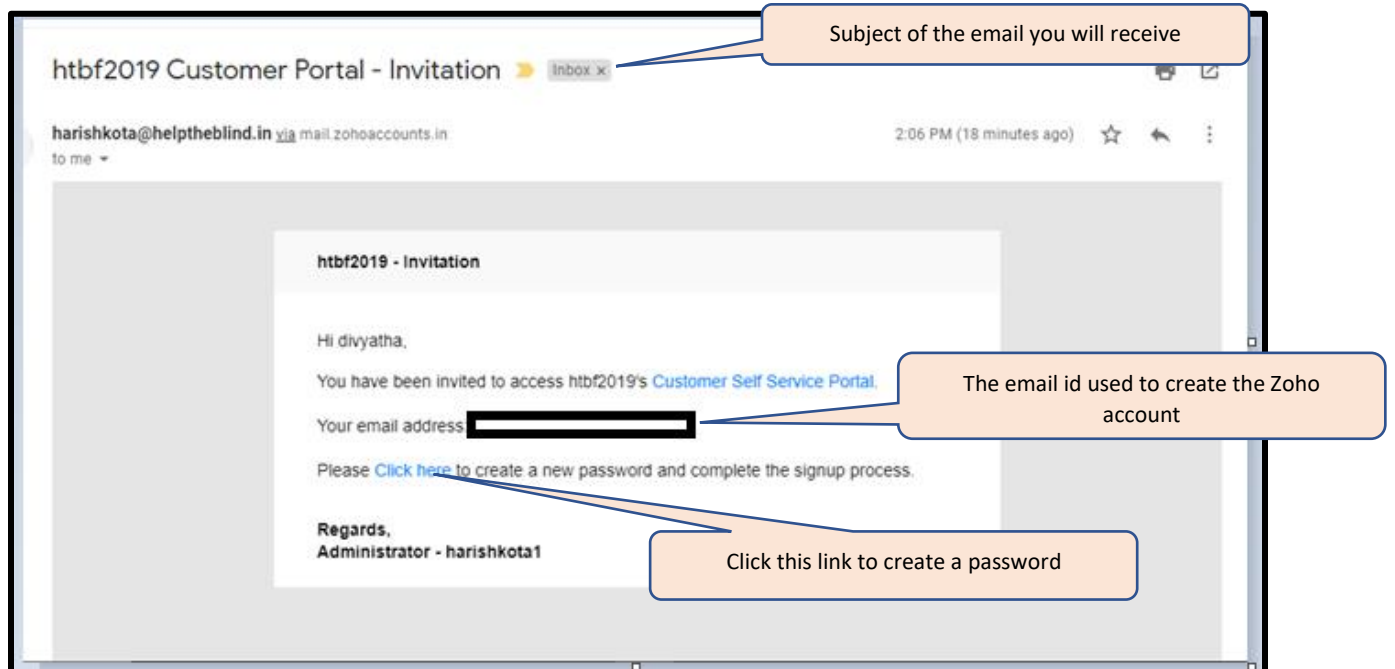 Subject of the email you will receive
htbf2019 Customer Portal - Invitation Inbox x
harishkota@helptheblind.in via mail.zohoaccounts.in 2:06 PM (18 minutes ago)
to me
htbf2019 - Invitation
Hi divyatha,
You have been invited to access htbf2019's Customer Self Service Portal.
The email id used to create the Zoho
account
Your email address:
Please Click here to create a new password and complete the signup process.
Regards,
Administrator - harishkota1
Click this link to create a password